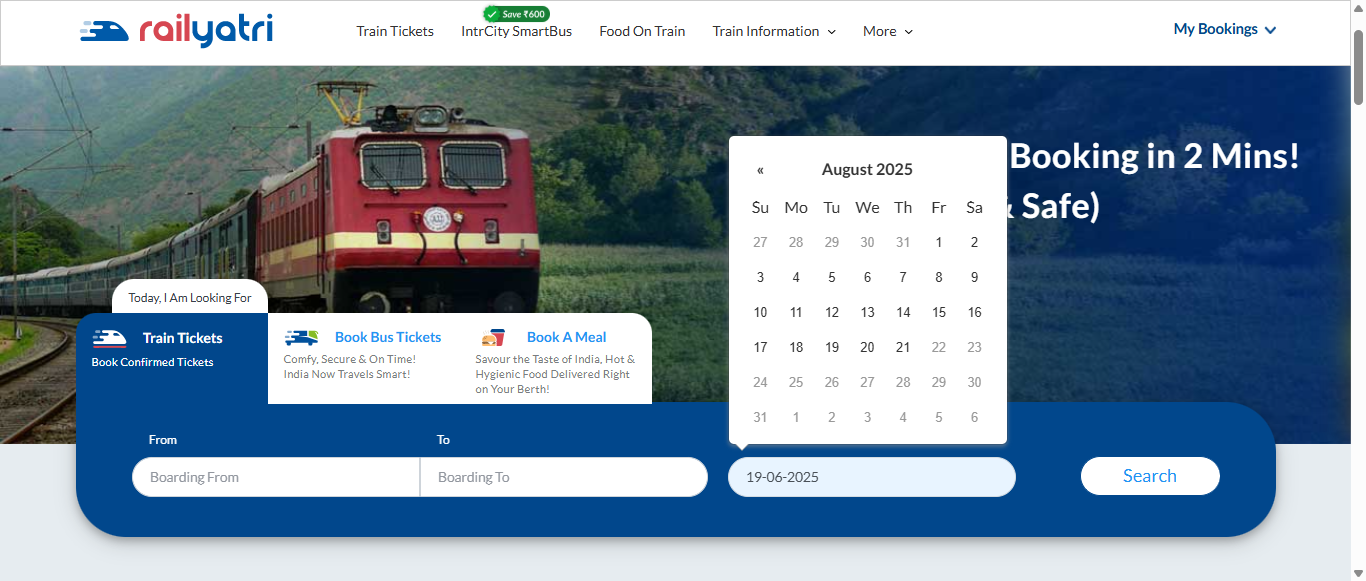 railyatri
Save ₹600
Train Tickets
IntrCity SmartBus
Food On Train
Train Information
More
My Bookings
Booking in 2 Mins!
& Safe)
Today, I Am Looking For
Train Tickets
Book Confirmed Tickets
Book Bus Tickets
Comfy, Secure & On Time!
India Now Travels Smart!
Book A Meal
Savour the Taste of India, Hot &
Hygienic Food Delivered Right
on Your Berth!
« August 2025
Su Mo Tu We Th Fr Sa
27 28 29 30 31 1 2
3 4 5 6 7 8 9
10 11 12 13 14 15 16
17 18 19 20 21 22 23
24 25 26 27 28 29 30
31 1 2 3 4 5 6
From
To
Boarding From
Boarding To
19-06-2025
Search